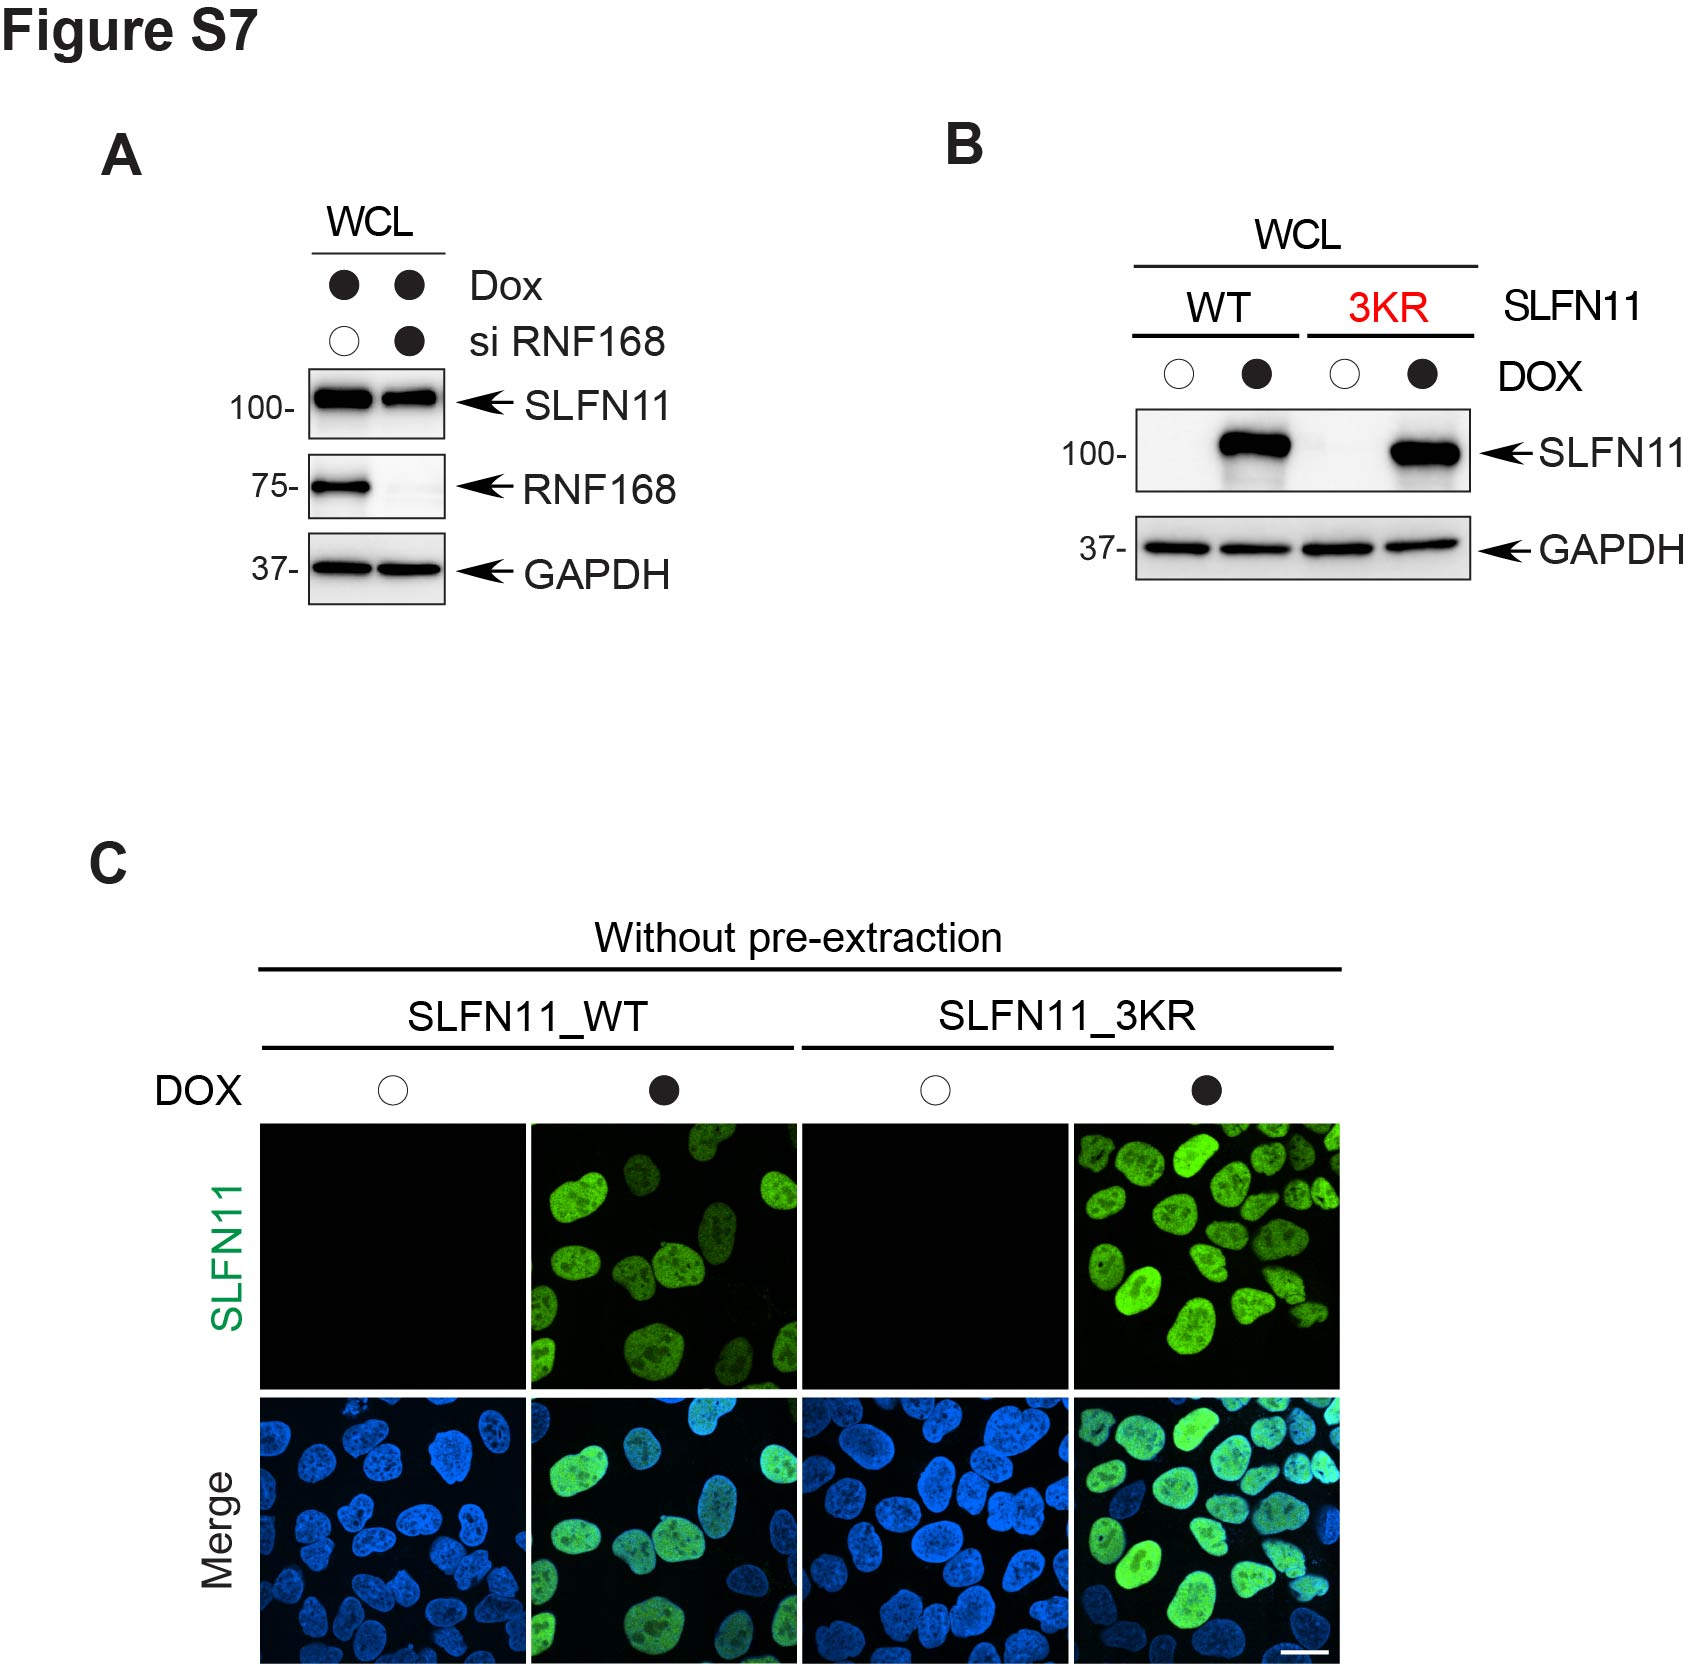 Figure S7
A
WCL
Dox
si RNF168
100-
SLFN11
75-
RNF168
37-
GAPDH
B
WCL
WT 3KR SLFN11
DOX
100-
SLFN11
37-
GAPDH
C
Without pre-extraction
SLFN11_WT SLFN11_3KR
DOX
SLFN11
Merge